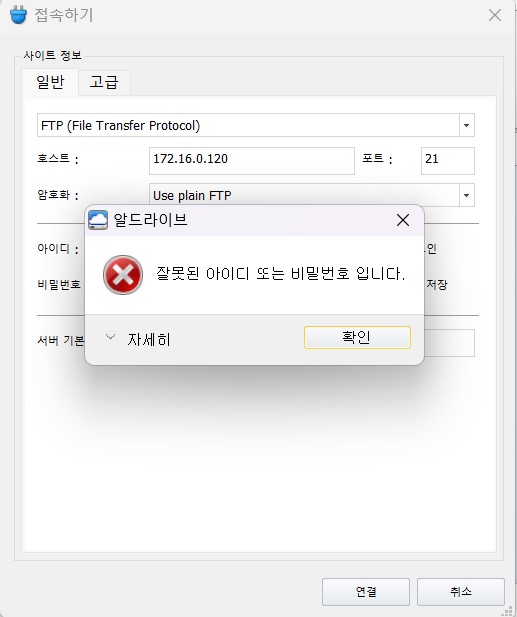 접속하기
사이트 정보
일반 고급
FTP (File Transfer Protocol)
호스트 : 172.16.0.120 포트 : 21
암호화 : Use plain FTP
알드라이브
아이디 :
잘못된 아이디 또는 비밀번호 입니다.
비밀번호 저장
자세히 확인
서버 기본
연결 취소